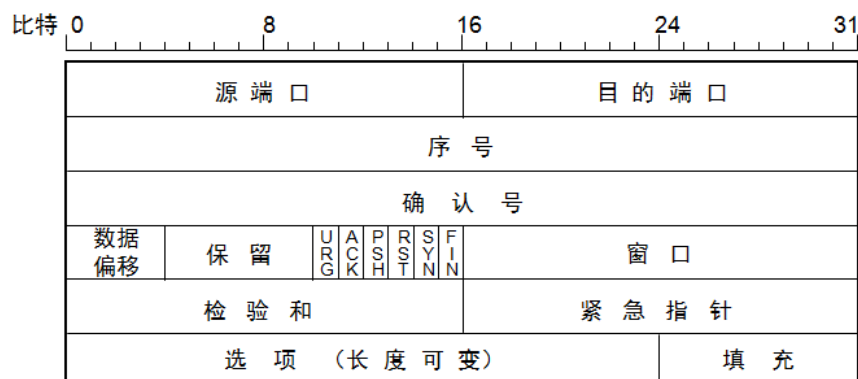 比特 0 8 16 24 31
源端口 目的端口
序号
确认号
数据偏移 保留 URG ACK PSH RST SYN FIN 窗口
检验和 紧急指针
选项（长度可变） 填充